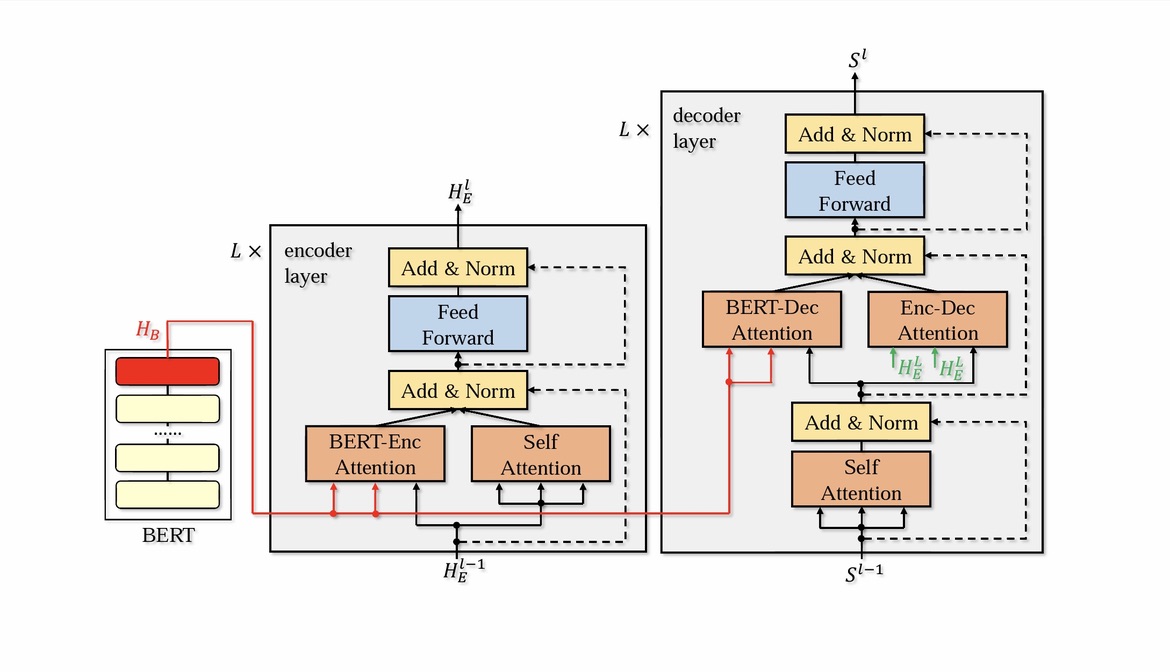 H_B
......
BERT
H_E^l
L ×
encoder
layer
Add & Norm
Feed
Forward
Add & Norm
BERT-Enc
Attention
Self
Attention
H_E^{l−1}
S^l
L ×
decoder
layer
Add & Norm
Feed
Forward
Add & Norm
BERT-Dec
Attention
Enc-Dec
Attention
H_E^L H_E^L
Add & Norm
Self
Attention
S^{l−1}